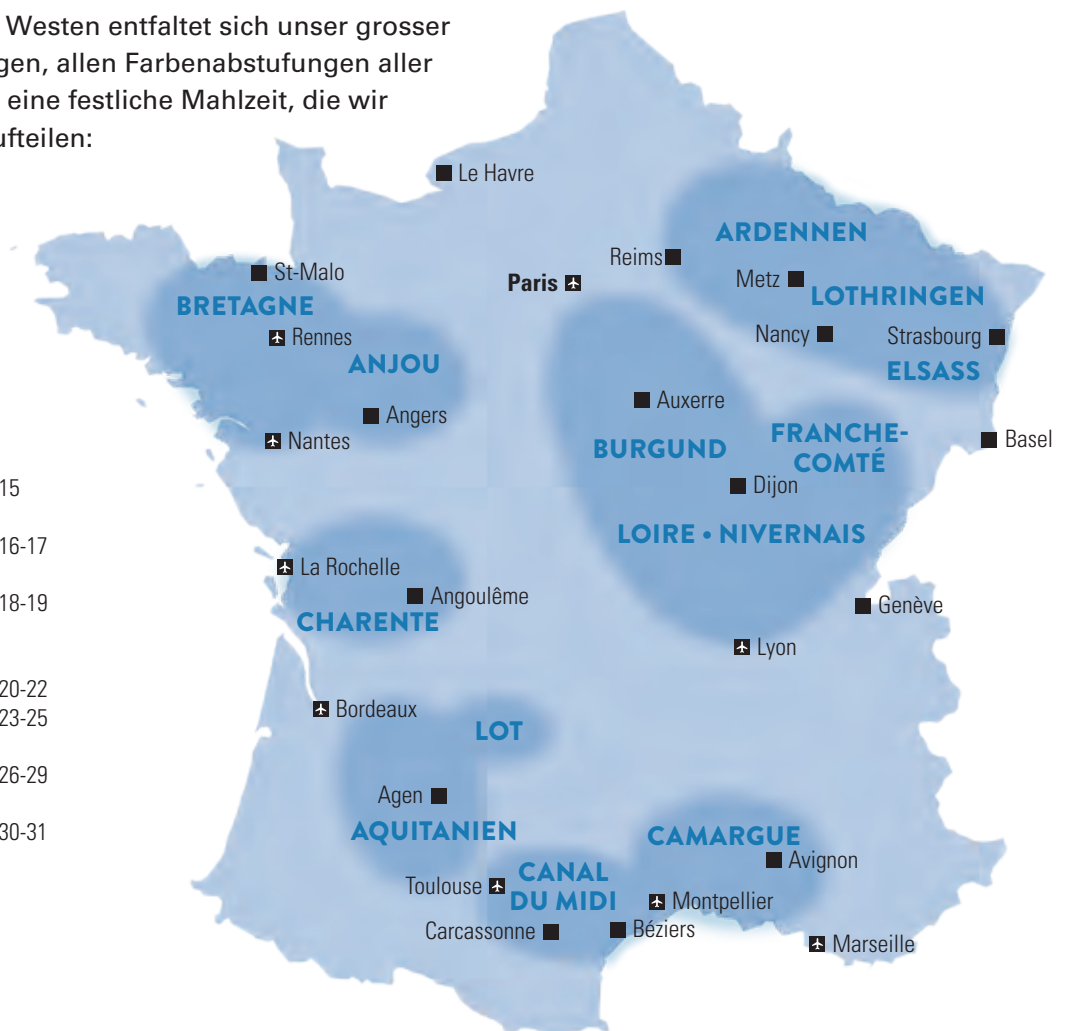 Westen entfaltet sich unser grosser
gen, allen Farbenabstufungen aller
eine festliche Mahlzeit, die wir
ufteilen:
Le Havre
ARDENNEN
Reims
St-Malo
Paris
Metz
LOTHRINGEN
BRETAGNE
Rennes
Nancy
Strasbourg
ANJOU
ELSASS
Auxerre
Angers
FRANCHE-
COMTÉ
Nantes
BURGUND
Basel
Dijon
15
LOIRE • NIVERNAIS
16-17
La Rochelle
Angoulême
18-19
Genève
CHARENTE
Lyon
20-22
Bordeaux
23-25
LOT
26-29
Agen
30-31
AQUITANIEN
CAMARGUE
Avignon
CANAL
DU MIDI
Toulouse
Montpellier
Carcassonne
Béziers
Marseille